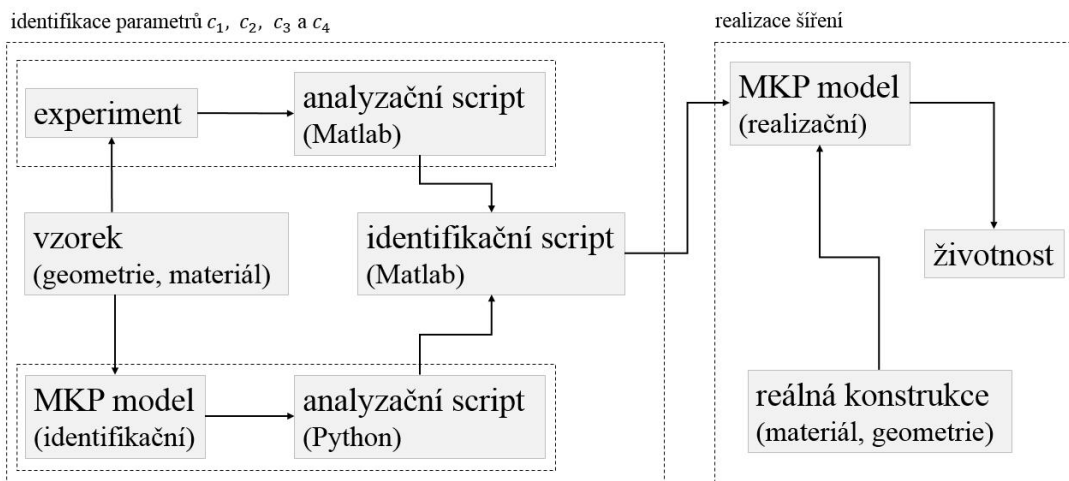 identifikace parametrů c₁, c₂, c₃ a c₄
experiment
analyzační script
(Matlab)
vzorek
(geometrie, materiál)
identifikační script
(Matlab)
MKP model
(identifikační)
analyzační script
(Python)
realizace šíření
MKP model
(realizační)
životnost
reálná konstrukce
(materiál, geometrie)